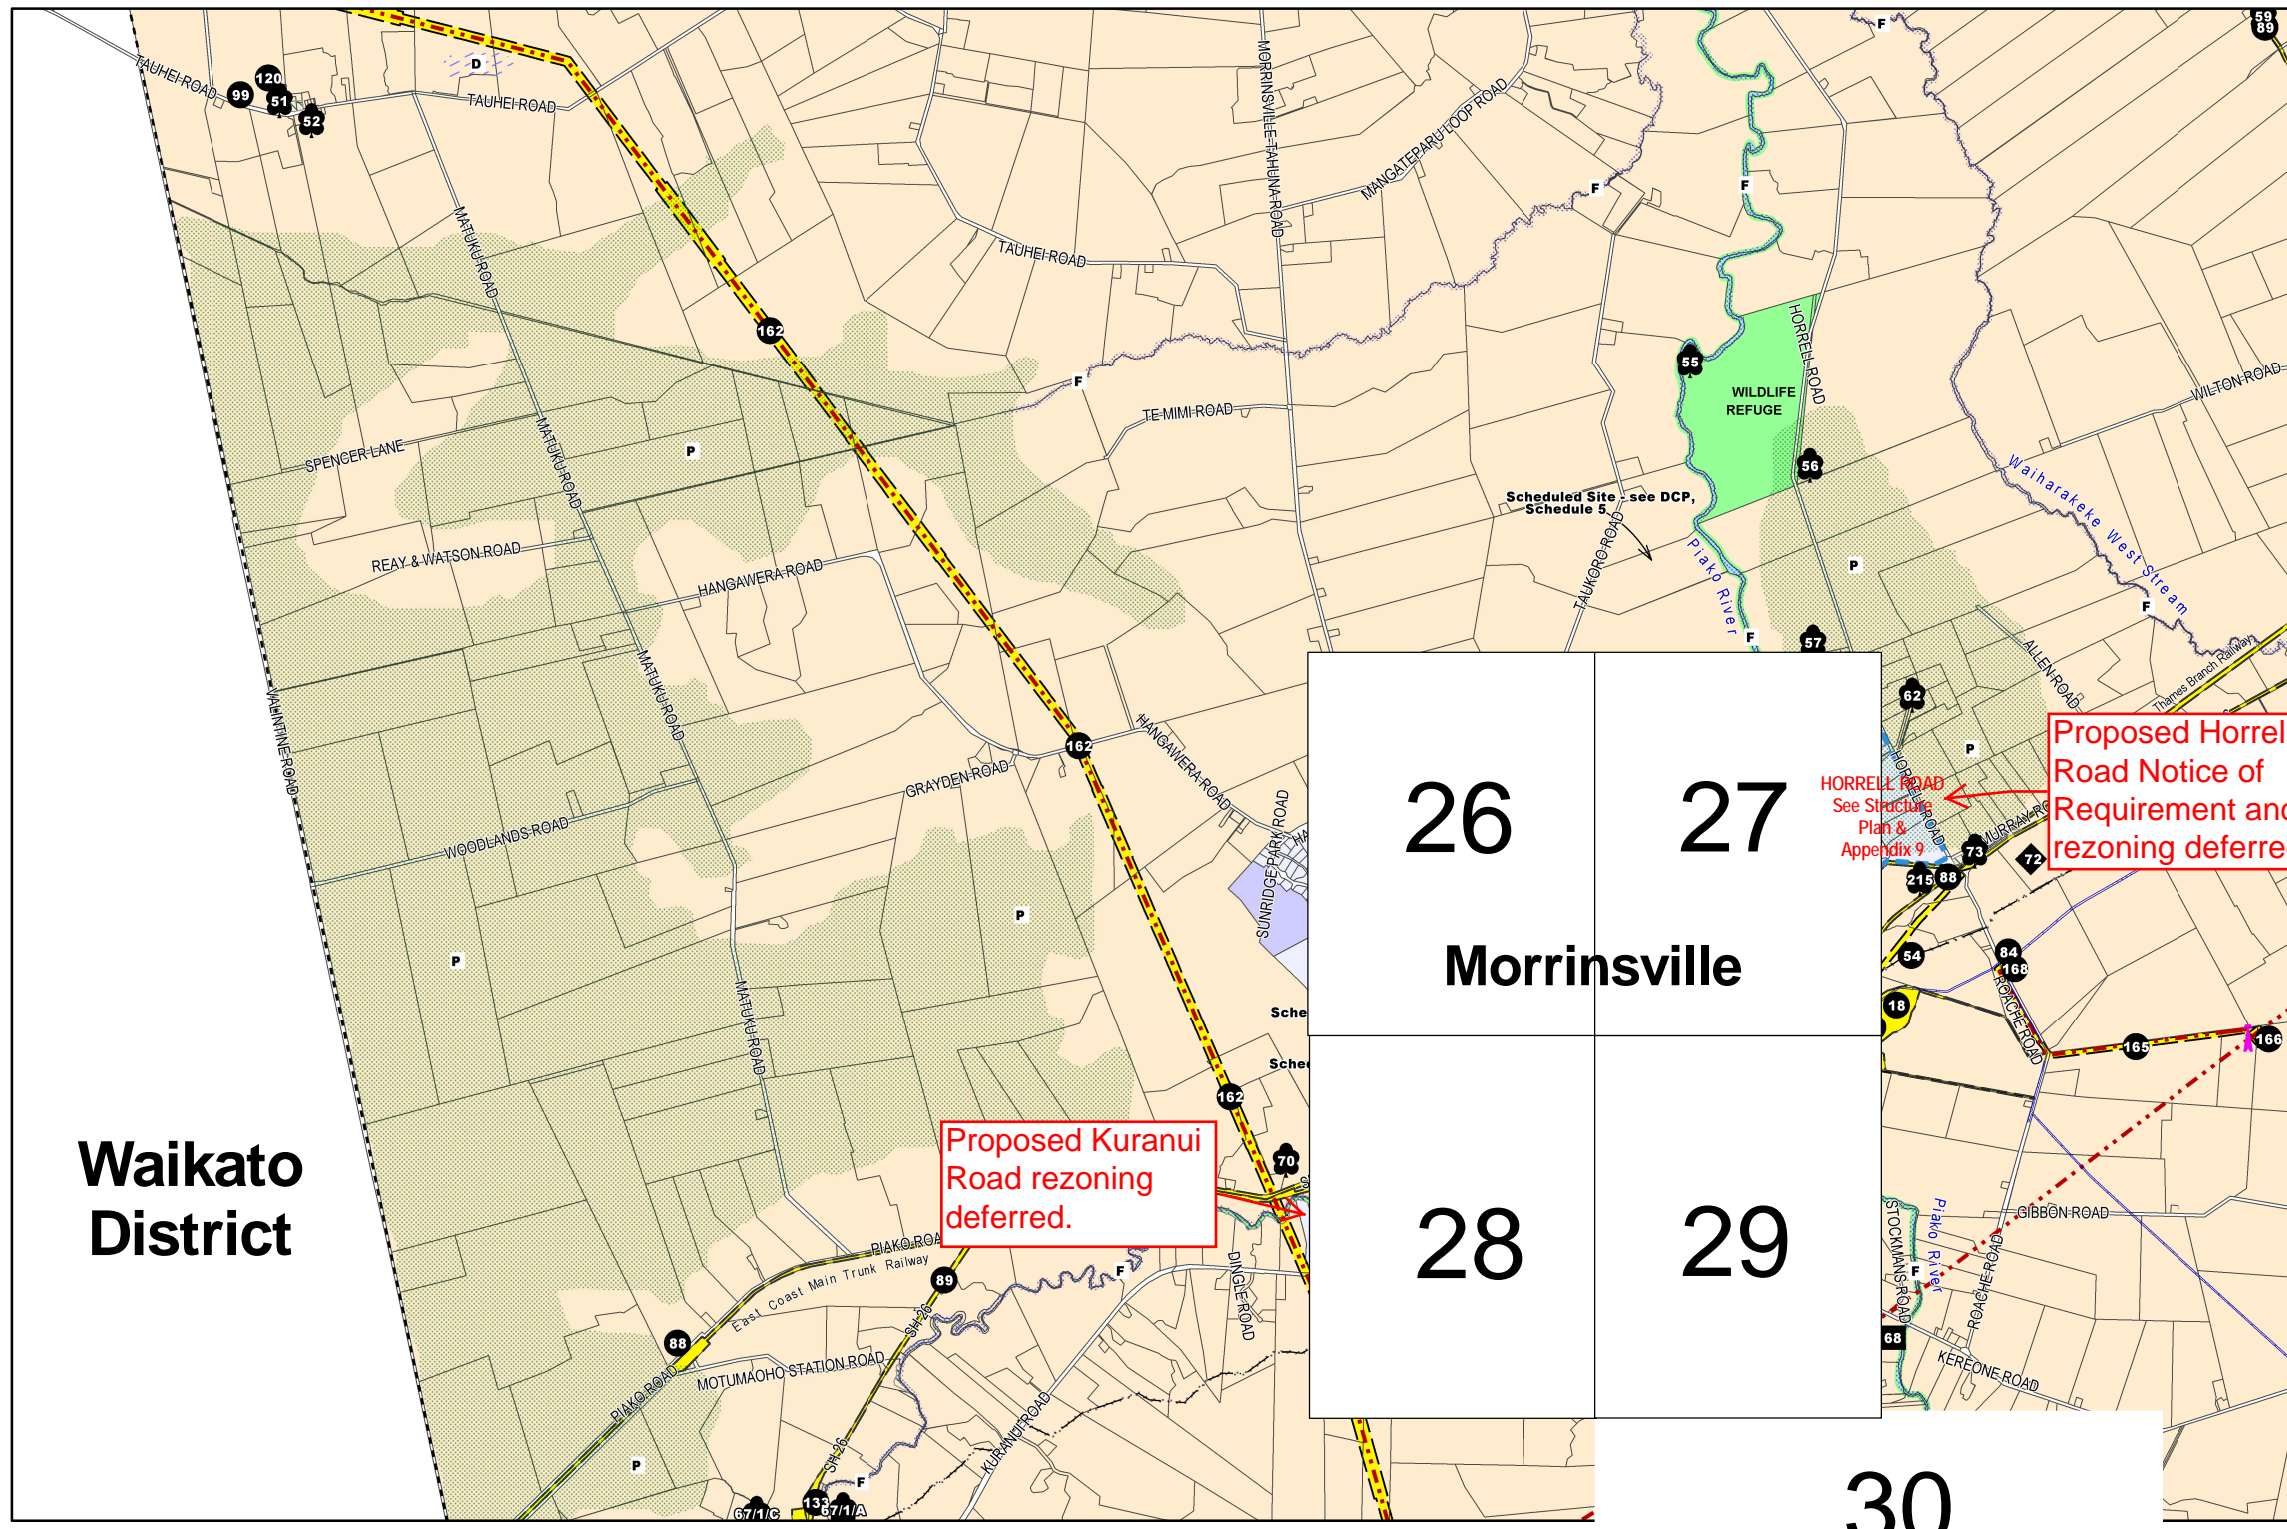 TAUHEI ROAD
99
120
51
52
D
TAUHEI ROAD
MATUKU ROAD
162
TAUHEI ROAD
MORRINSVILLE-TAHUNA ROAD
MANGATEPARU LOOP ROAD
F
F
F
59
89
F
HORRELL ROAD
55
WILDLIFE
REFUGE
56
WILTON ROAD
TE MIMI ROAD
SPENCER LANE
MATUKU ROAD
P
Scheduled Site - see DCP,
Schedule 5
TAUKORO ROAD
Piako River
F
Waiharakeke West Stream
F
P
57
REAY & WATSON ROAD
HANGAWERA ROAD
MATUKU ROAD
VALINTINE ROAD
162
HANGAWERA ROAD
GRAYDEN ROAD
WOODLANDS ROAD
SUNRIDGE PARK ROAD
HA
26
27
Morrinsville
28
29
30
62
ALLEN ROAD
Thames Branch Railway
P
HORRELL ROAD
HORRELL ROAD
See Structure
Plan &
Appendix 9
MURRAY RO
Proposed Horrel
Road Notice of
Requirement and
rezoning deferre
73
72
215
88
54
84
168
18
ROACHE ROAD
165
166
P
P
MATUKU ROAD
Sche
Sched
162
70
Waikato
District
Proposed Kuranui
Road rezoning
deferred.
PIAKO ROA
East Coast Main Trunk Railway
89
SH 26
88
MOTUMAOHO STATION ROAD
PIAKO ROAD
P
SH 26
F
F
KURANUI ROAD
DINGLE ROAD
67/1/C
133
67/1/A
STOCKMANS ROAD
Piako River
F
GIBBON ROAD
ROACHE ROAD
68
KEREONE ROAD